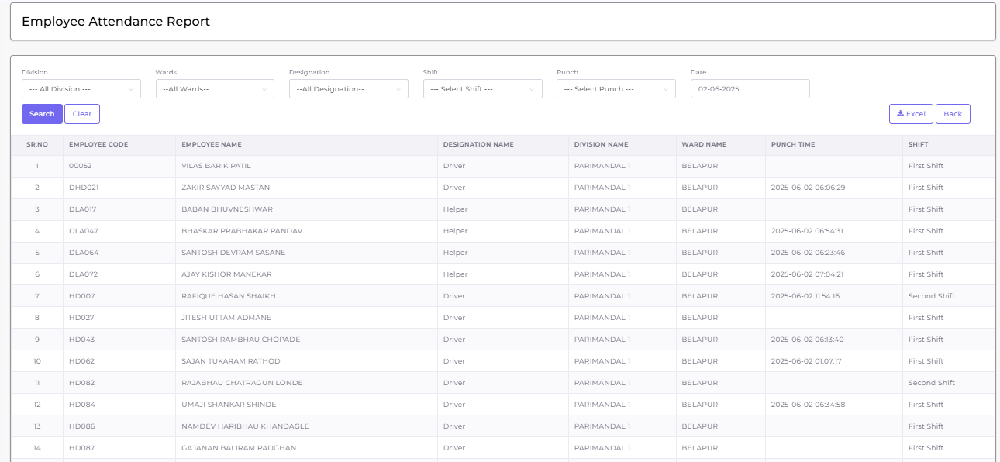 Employee Attendance Report
Division Wards Designation Shift Punch Date
--- All Division --- --All Wards-- --All Designation-- --- Select Shift --- --- Select Punch --- 02-06-2025
Search Clear Excel Back
SR.NO EMPLOYEE CODE EMPLOYEE NAME DESIGNATION NAME DIVISION NAME WARD NAME PUNCH TIME SHIFT
1 00052 VILAS BARIK PATIL Driver PARIMANDAL 1 BELAPUR First Shift
2 DHD021 ZAKIR SAYYAD MASTAN Driver PARIMANDAL 1 BELAPUR 2025-06-02 06:06:29 First Shift
3 DLA017 BABAN BHUVNESHWAR Helper PARIMANDAL 1 BELAPUR First Shift
4 DLA047 BHASKAR PRABHAKAR PANDAV Helper PARIMANDAL 1 BELAPUR 2025-06-02 06:54:31 First Shift
5 DLA064 SANTOSH DEVRAM SASANE Helper PARIMANDAL 1 BELAPUR 2025-06-02 06:23:46 First Shift
6 DLA072 AJAY KISHOR MANEKAR Helper PARIMANDAL 1 BELAPUR 2025-06-02 07:04:21 First Shift
7 HD007 RAFIQUE HASAN SHAIKH Driver PARIMANDAL 1 BELAPUR 2025-06-02 11:54:16 Second Shift
8 HD027 JITESH UTTAM ADMANE Driver PARIMANDAL 1 BELAPUR First Shift
9 HD043 SANTOSH RAMBHAU CHOPADE Driver PARIMANDAL 1 BELAPUR 2025-06-02 06:13:40 First Shift
10 HD062 SAJAN TUKARAM RATHOD Driver PARIMANDAL 1 BELAPUR 2025-06-02 01:07:17 First Shift
11 HD082 RAJABHAU CHATRAGUN LONDE Driver PARIMANDAL 1 BELAPUR Second Shift
12 HD084 UMAJI SHANKAR SHINDE Driver PARIMANDAL 1 BELAPUR 2025-06-02 06:34:58 First Shift
13 HD086 NAMDEV HARIBHAU KHANDAGLE Driver PARIMANDAL 1 BELAPUR First Shift
14 HD087 GAJANAN BALIRAM PADGHAN Driver PARIMANDAL 1 BELAPUR First Shift